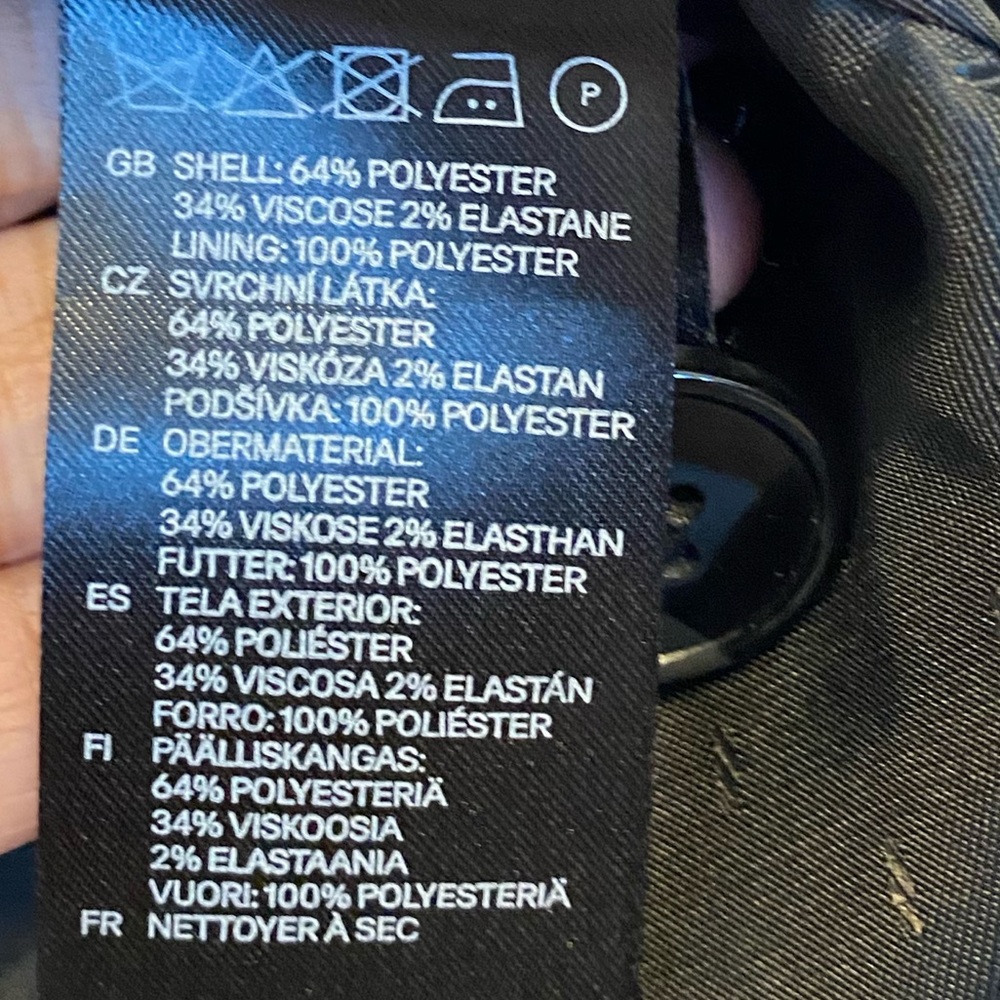 P
GB SHELL: 64% POLYESTER
34% VISCOSE 2% ELASTANE
LINING: 100% POLYESTER
CZ SVRCHNÍ LÁTKA:
64% POLYESTER
34% VISKÓZA 2% ELASTAN
PODŠÍVKA: 100% POLYESTER
DE OBERMATERIAL:
64% POLYESTER
34% VISKOSE 2% ELASTHAN
FUTTER: 100% POLYESTER
ES TELA EXTERIOR:
64% POLIÉSTER
34% VISCOSA 2% ELASTÁN
FORRO: 100% POLIÉSTER
FI PÄÄLLISKANGAS:
64% POLYESTERIÄ
34% VISKOOSIA
2% ELASTAANIA
VUORI: 100% POLYESTERIÄ
FR NETTOYER À SEC